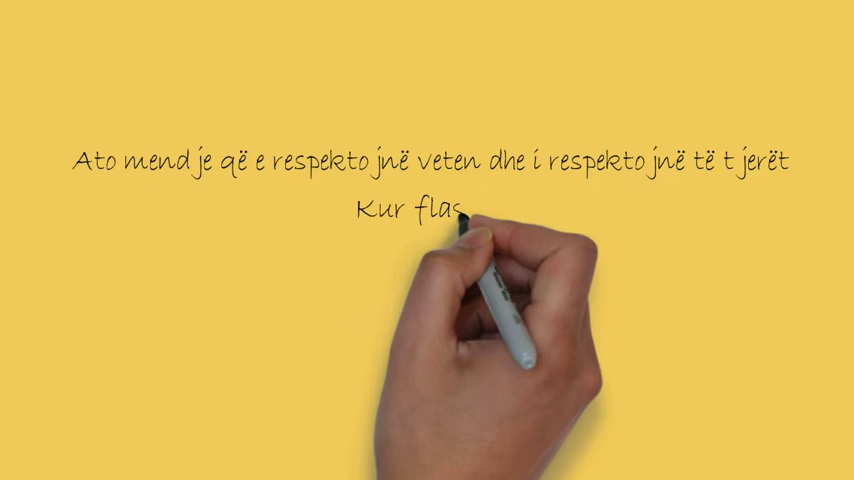 Ato mendje që e respektojnë veten dhe i respektojnë të tjerët
Kur flas